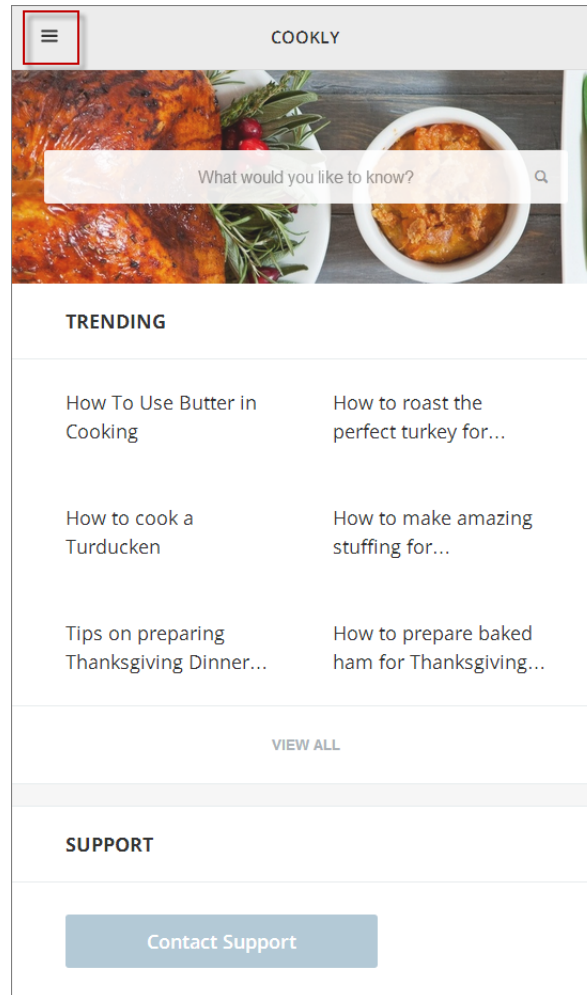 COOKLY
What would you like to know?
TRENDING
How To Use Butter in
Cooking
How to roast the
perfect turkey for...
How to cook a
Turducken
How to make amazing
stuffing for...
Tips on preparing
Thanksgiving Dinner...
How to prepare baked
ham for Thanksgiving...
VIEW ALL
SUPPORT
Contact Support